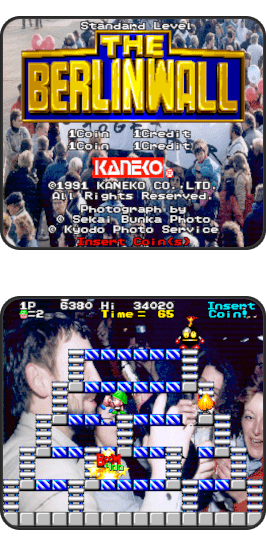 Standard Level
THE
BERLINWALL
1Coin 1Credit
1Coin 1Credit
KANEKO
©1991 KANEKO CO.,LTD.
All Rights Reserved.
Photograph by
© Sekai Bunka Photo
© Kyodo Photo Service
Insert Coin(s)
1P 6380 Hi 34020 Insert
=2 Time = 65 Coin!.